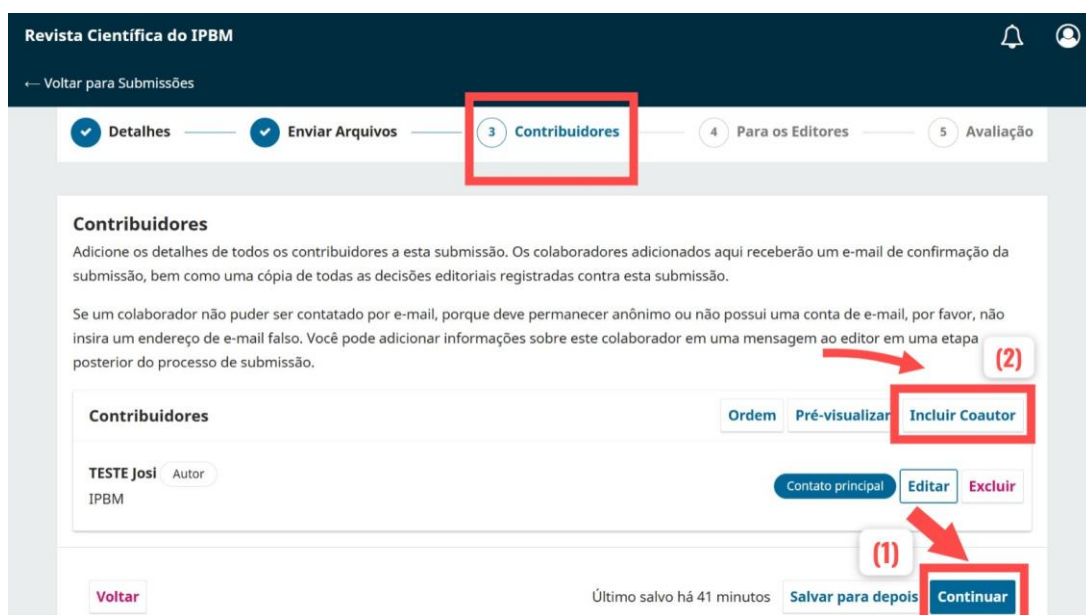 Revista Científica do IPBM
← Voltar para Submissões
Detalhes
Enviar Arquivos
3 Contribuidores
4 Para os Editores
5 Avaliação
Contribuidores
Adicione os detalhes de todos os contribuidores a esta submissão. Os colaboradores adicionados aqui receberão um e-mail de confirmação da
submissão, bem como uma cópia de todas as decisões editoriais registradas contra esta submissão.
Se um colaborador não puder ser contatado por e-mail, porque deve permanecer anônimo ou não possui uma conta de e-mail, por favor, não
insira um endereço de e-mail falso. Você pode adicionar informações sobre este colaborador em uma mensagem ao editor em uma etapa
posterior do processo de submissão.
(2)
Contribuidores
Ordem
Pré-visualizar
Incluir Coautor
TESTE Josi Autor
IPBM
Contato principal
Editar
Excluir
(1)
Voltar
Último salvo há 41 minutos
Salvar para depois
Continuar